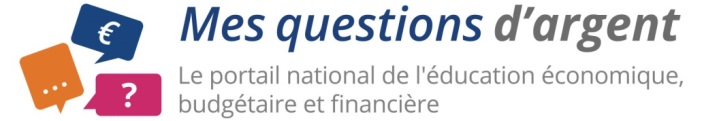 €
Mes questions d'argent
...
?
Le portail national de l'éducation économique,
budgétaire et financière